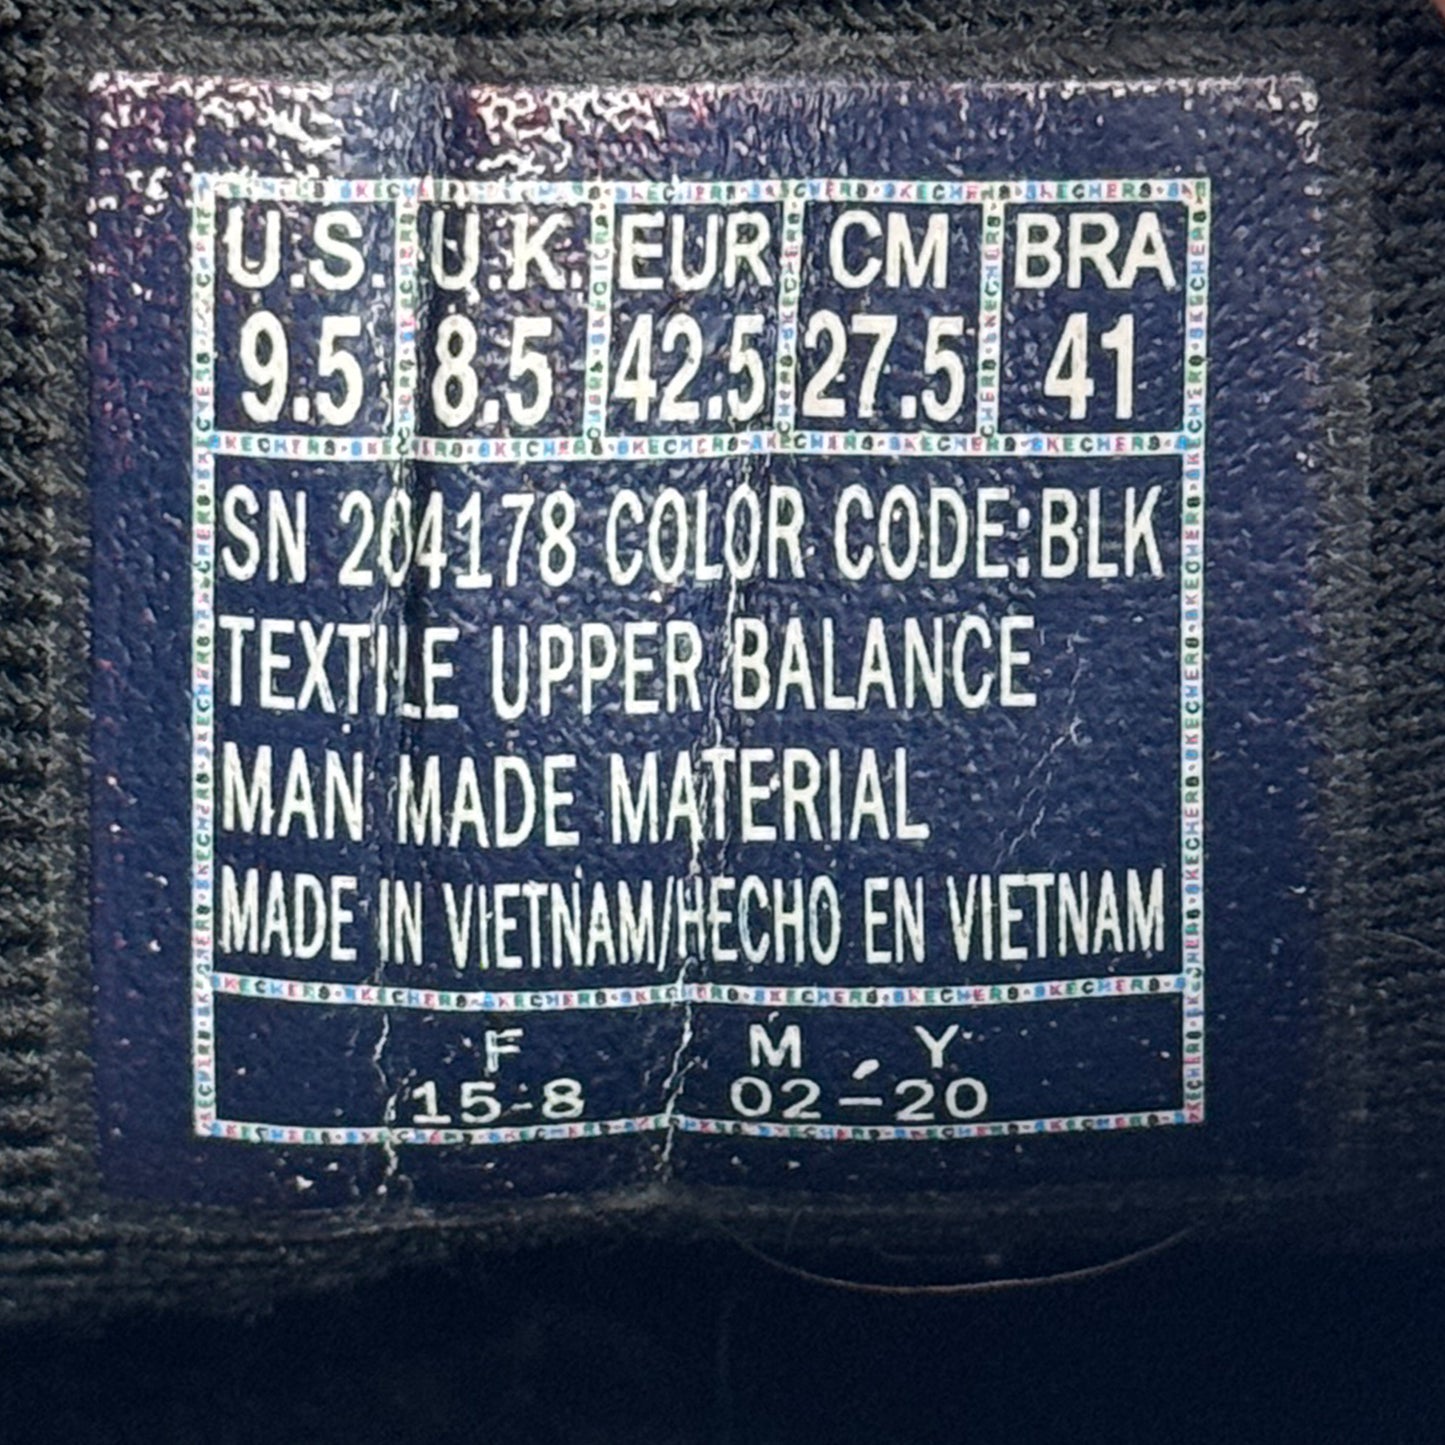 U.S. U.K. EUR CM BRA
9.5 8.5 42.5 27.5 41
SN 204178 COLOR CODE:BLK
TEXTILE UPPER BALANCE
MAN MADE MATERIAL
MADE IN VIETNAM/HECHO EN VIETNAM
F M Y
15-8 02-20